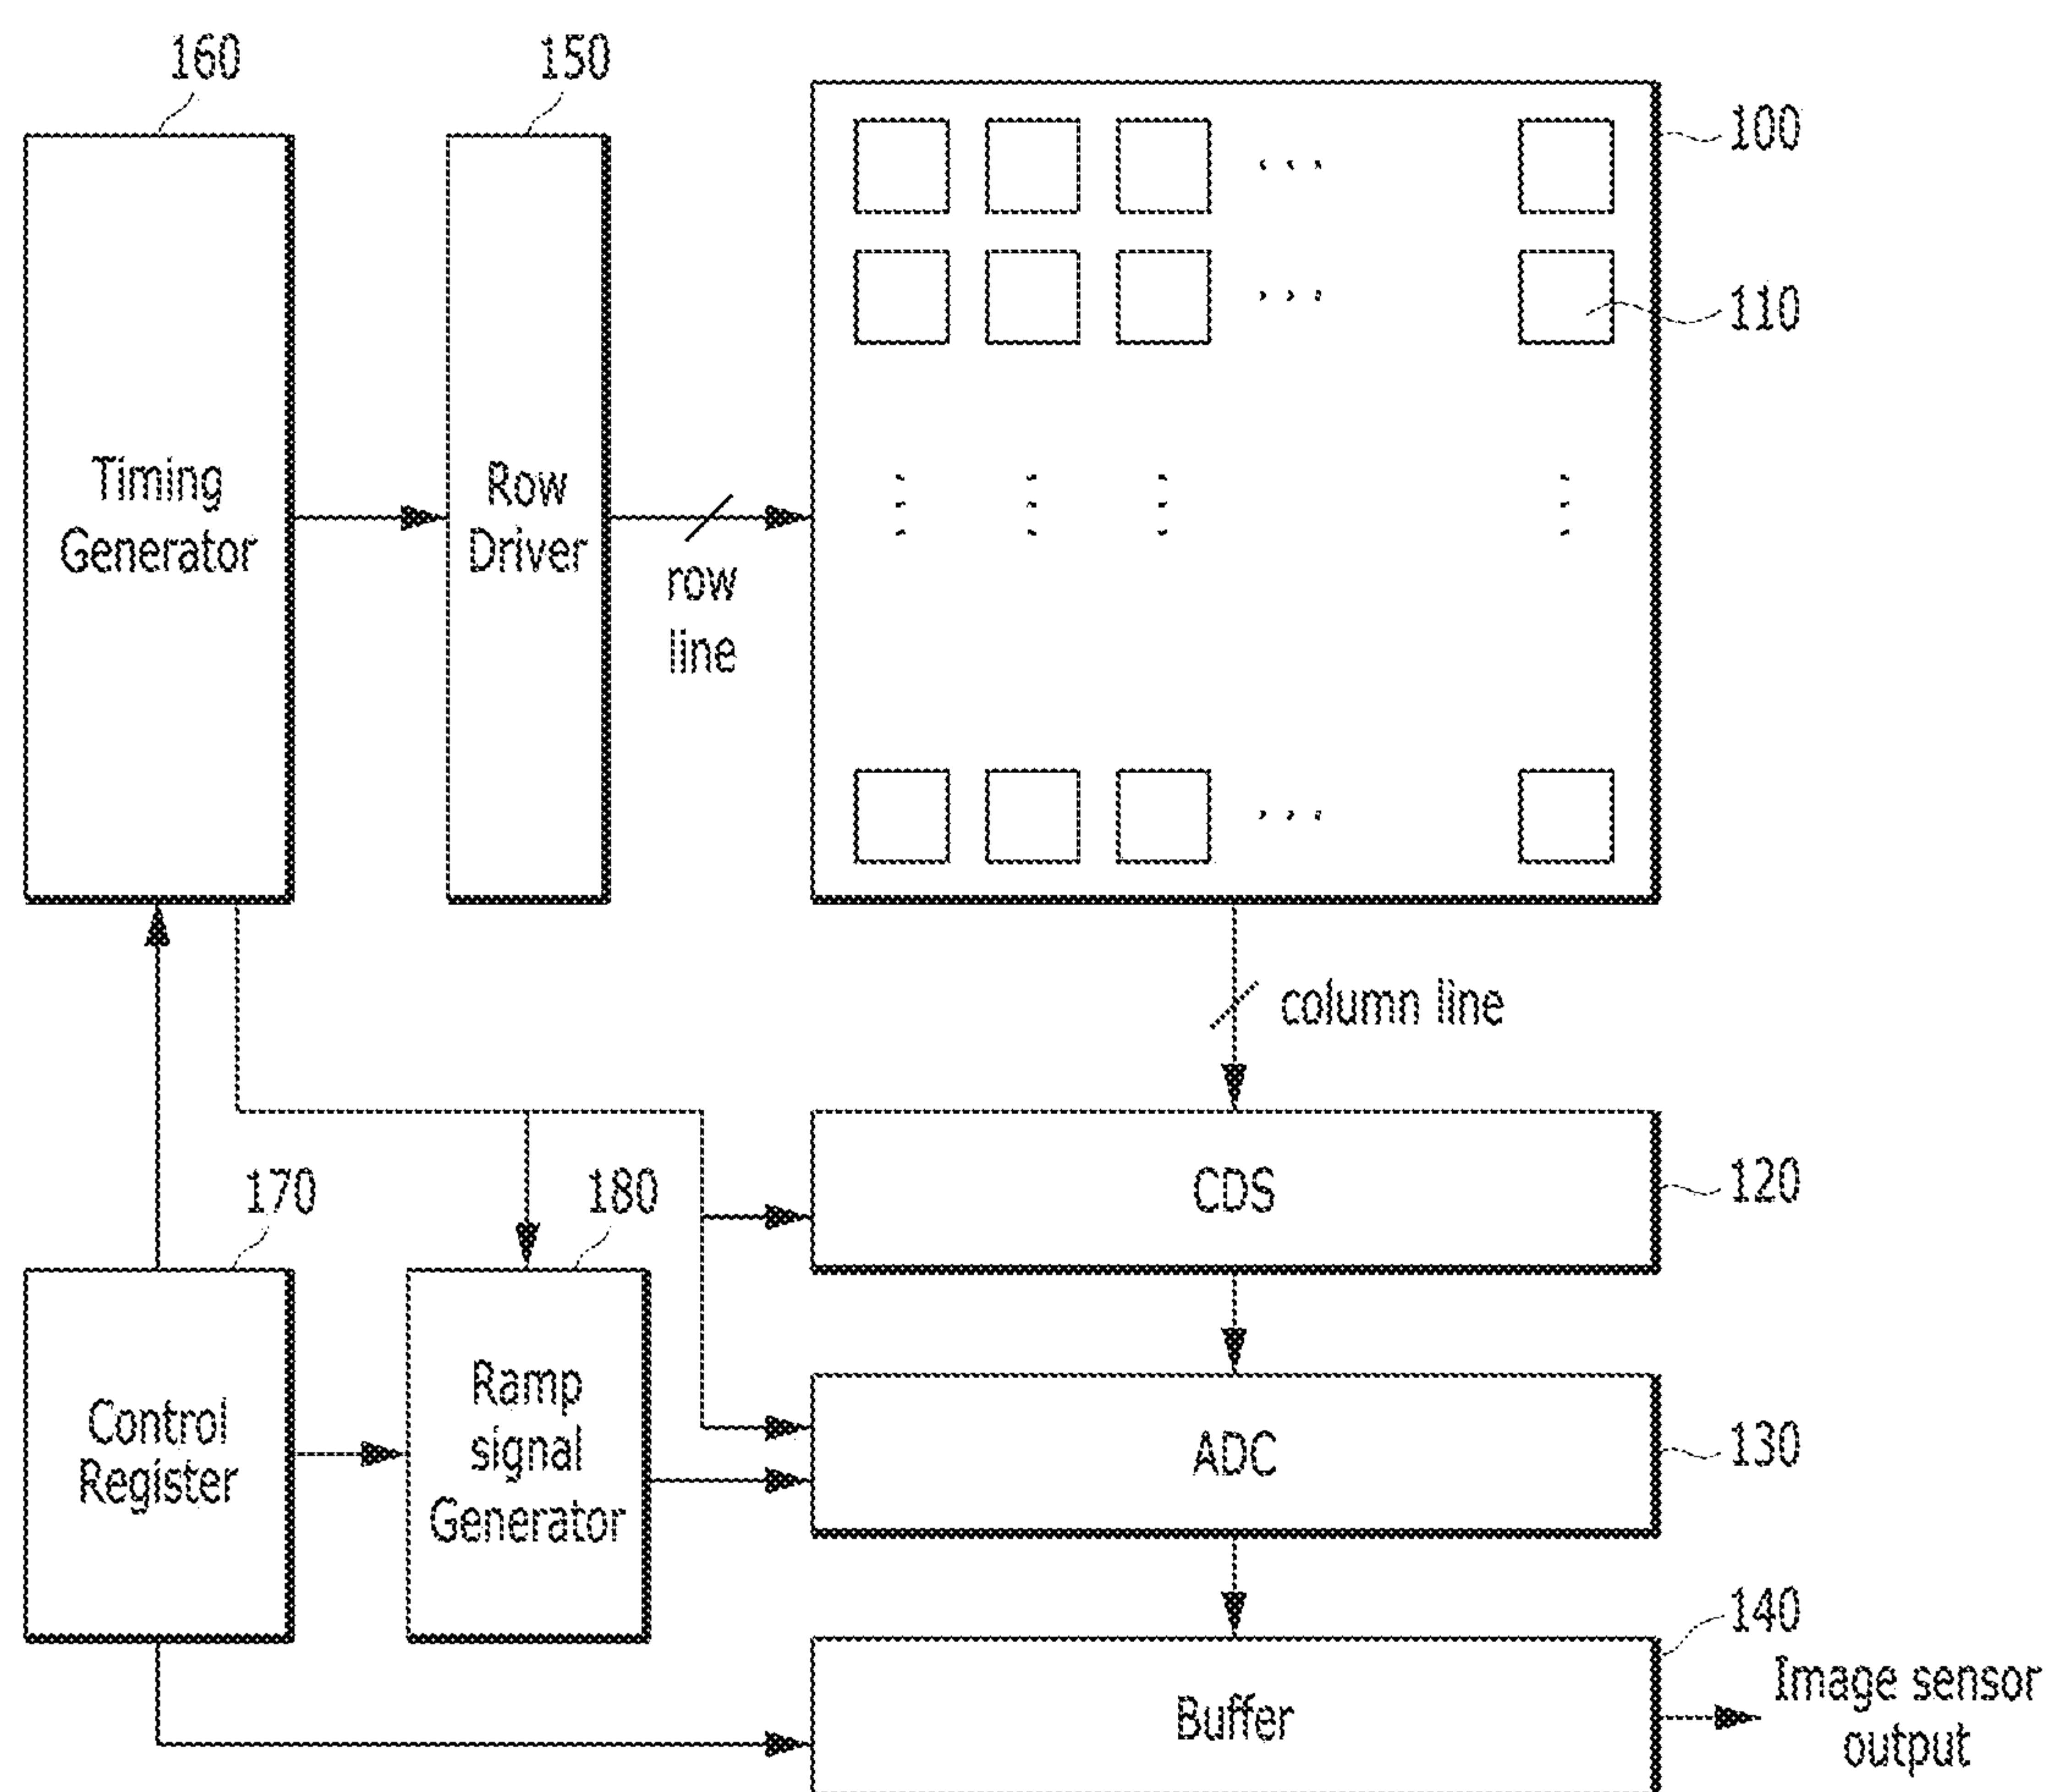 160
150
100
110
Timing
Generator
Row
Driver
row
line
column line
170
180
CDS
120
Control
Register
Ramp
signal
Generator
ADC
130
140
Buffer
Image sensor
output